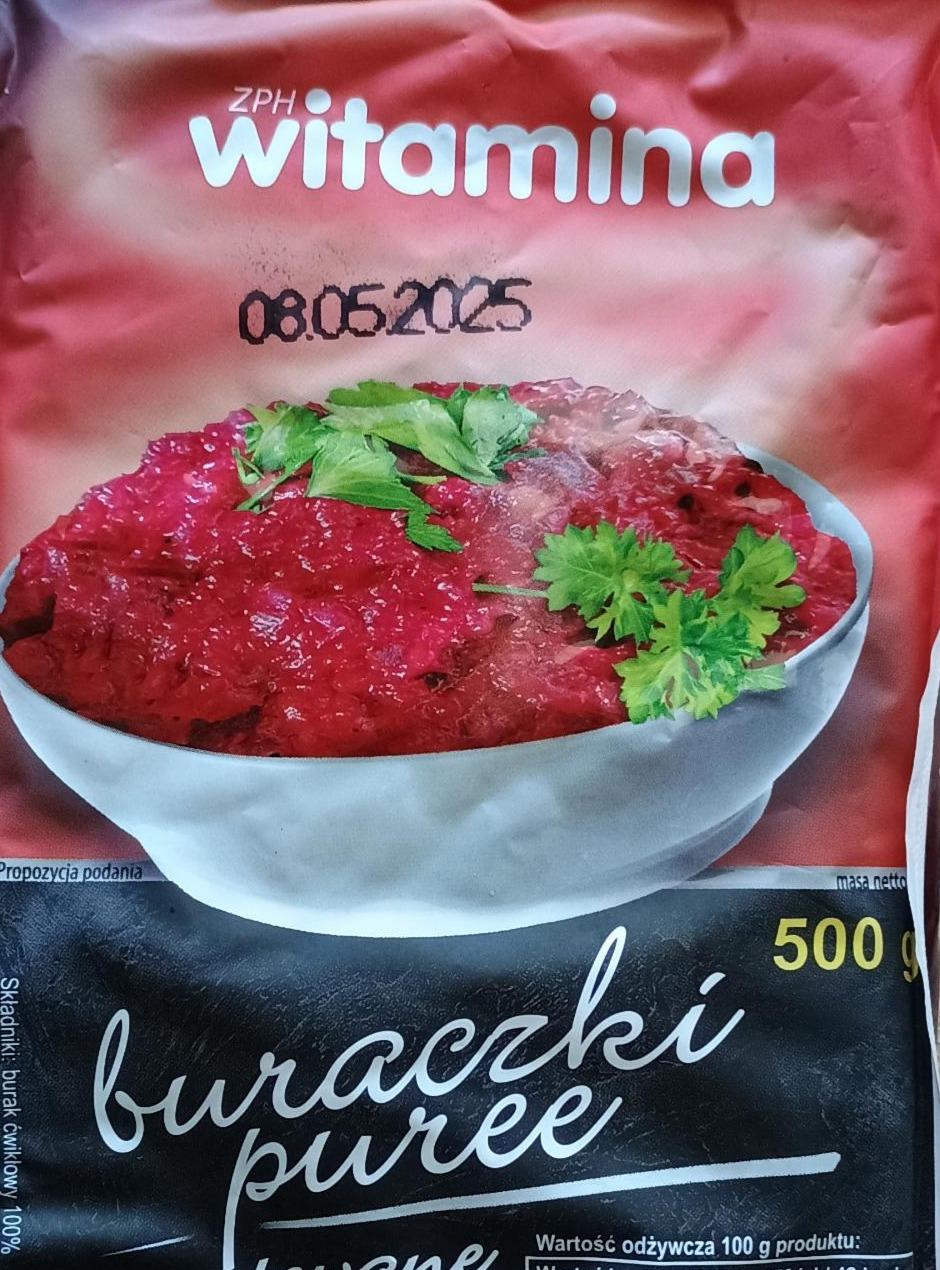 ZPH
witamina
08.05.2025
Propozycja podania
masa netto
500 g
buraczki
puree
Składniki: burak ćwikłowy 100%
Wartość odżywcza 100 g produktu: